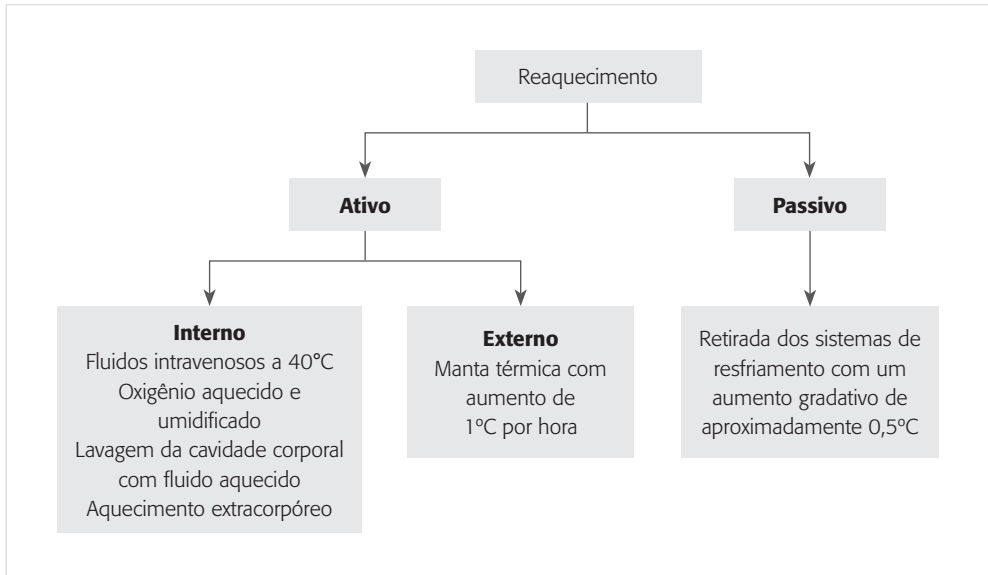 Reaquecimento
Ativo
Passivo
Interno
Fluidos intravenosos a 40°C
Oxigênio aquecido e
umidificado
Lavagem da cavidade corporal
com fluido aquecido
Aquecimento extracorpóreo
Externo
Manta térmica com
aumento de
1ºC por hora
Retirada dos sistemas de
resfriamento com um
aumento gradativo de
aproximadamente 0,5ºC